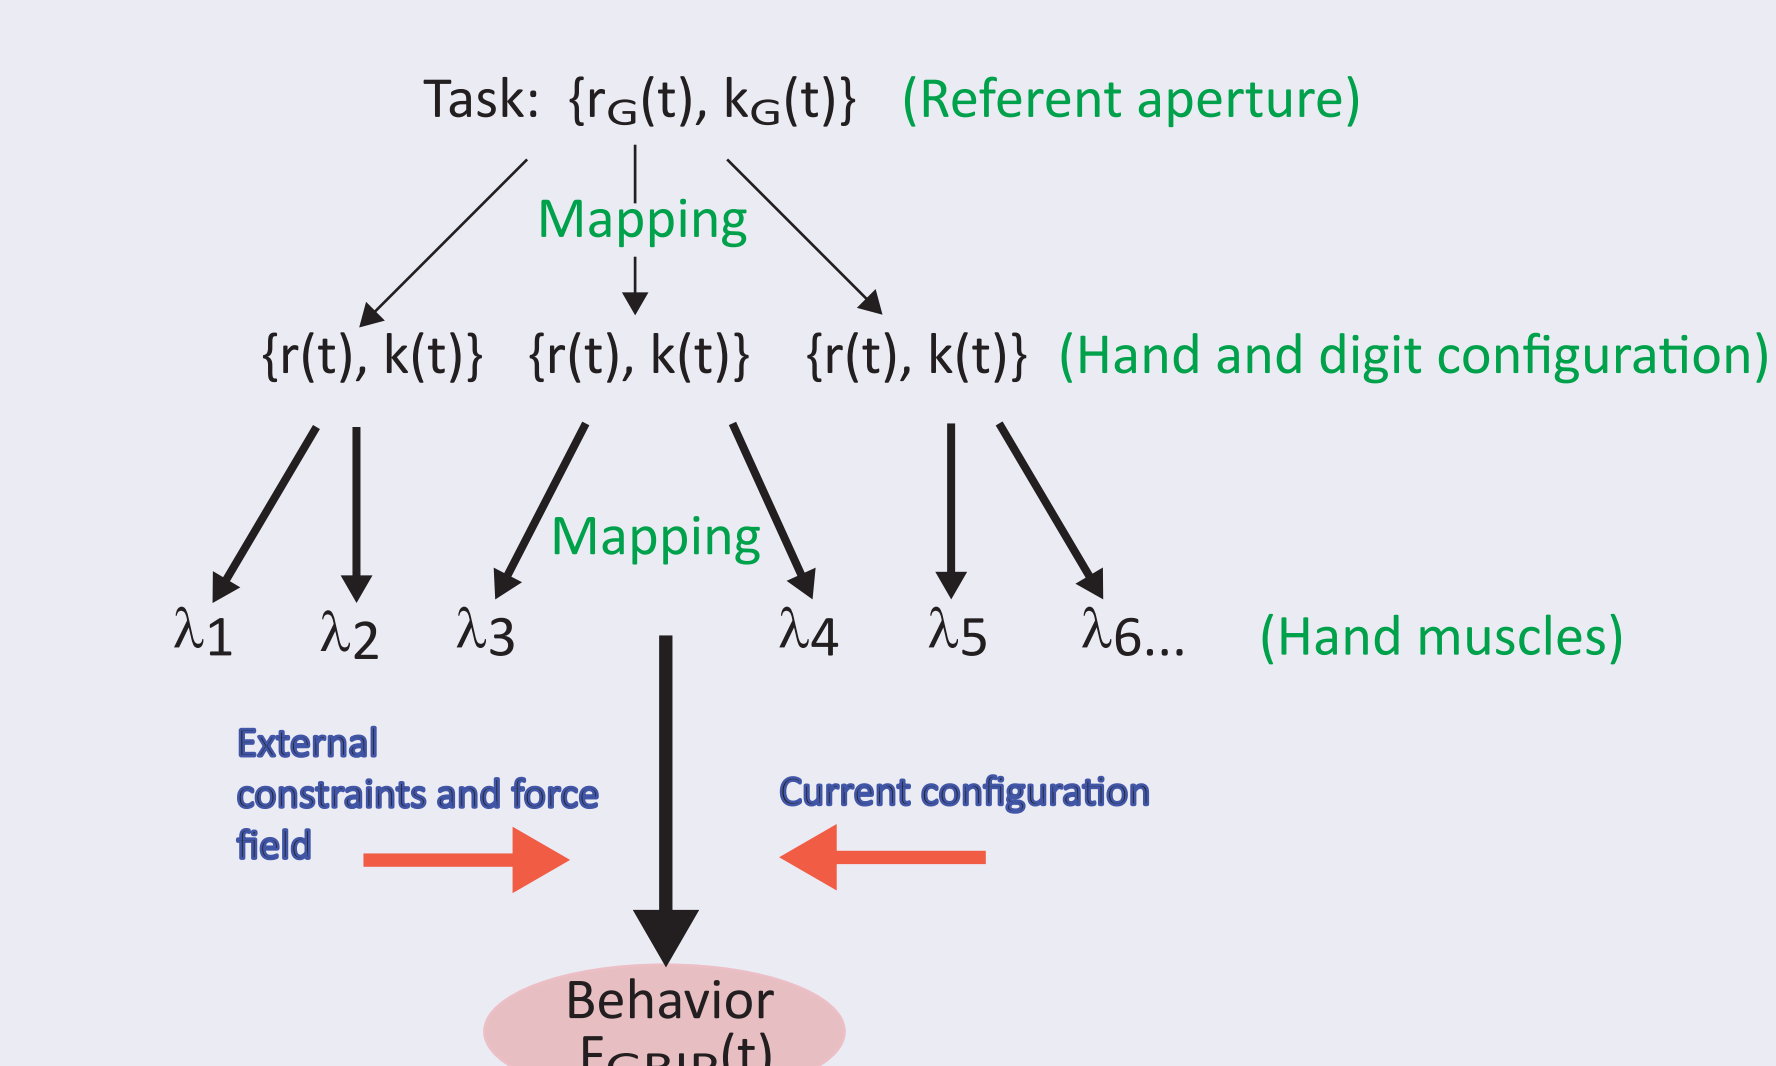 Task: {rG(t), kG(t)} (Referent aperture)
Mapping
{r(t), k(t)} {r(t), k(t)} {r(t), k(t)} (Hand and digit configuration)
Mapping
λ1 λ2 λ3 λ4 λ5 λ6... (Hand muscles)
External
constraints and force
field
Current configuration
Behavior
FGRIP(t)